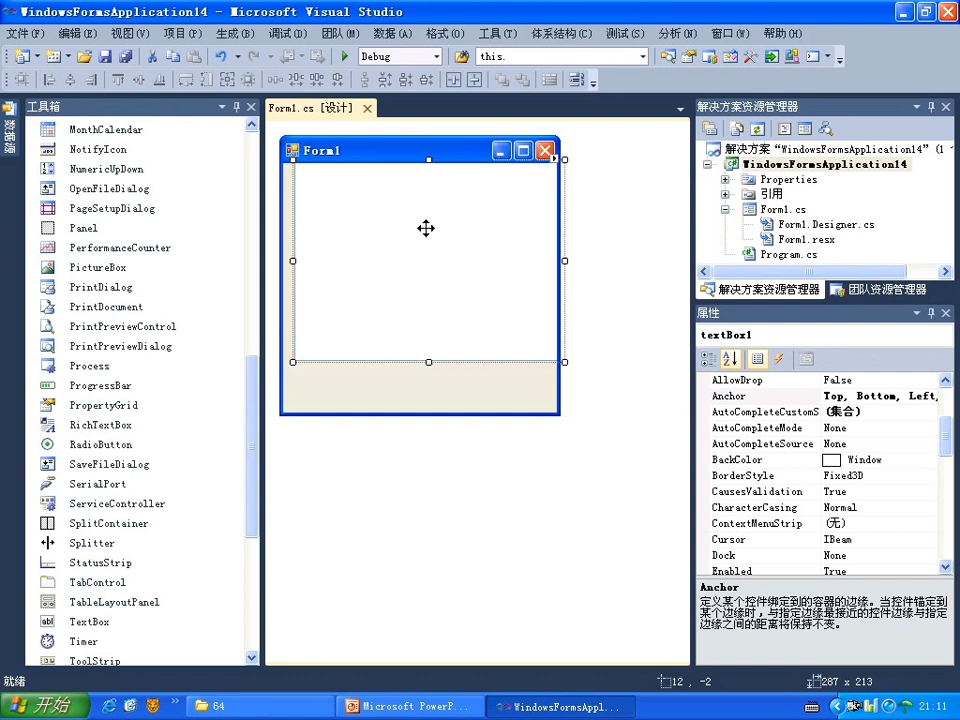 WindowsFormsApplication14 - Microsoft Visual Studio
文件(F) 编辑(E) 视图(V) 项目(P) 生成(B) 调试(D) 团队(M) 数据(A) 格式(O) 工具(T) 体系结构(C) 测试(S) 分析(N) 窗口(W) 帮助(H)
Debug this.
工具箱
Form1.cs [设计]
解决方案资源管理器
数据源
MonthCalendar
NotifyIcon
NumericUpDown
OpenFileDialog
PageSetupDialog
Panel
PerformanceCounter
PictureBox
PrintDialog
PrintDocument
PrintPreviewControl
PrintPreviewDialog
Process
ProgressBar
PropertyGrid
RichTextBox
RadioButton
SaveFileDialog
SerialPort
ServiceController
SplitContainer
Splitter
StatusStrip
TabControl
TableLayoutPanel
TextBox
Timer
ToolStrip
Form1
解决方案“WindowsFormsApplication14” (1
WindowsFormsApplication14
Properties
引用
Form1.cs
Form1.Designer.cs
Form1.resx
Program.cs
解决方案资源管理器 团队资源管理器
属性
textBox1
AllowDrop False
Anchor Top, Bottom, Left,
AutoCompleteCustomS (集合)
AutoCompleteMode None
AutoCompleteSource None
BackColor Window
BorderStyle Fixed3D
CausesValidation True
CharacterCasing Normal
ContextMenuStrip (无)
Cursor IBeam
Dock None
Enabled True
Anchor
定义某个控件绑定到的容器的边缘。当控件锚定到
某个边缘时，与指定边缘最接近的控件边缘与指定
边缘之间的距离将保持不变。
就绪 12 , -2 287 x 213
开始 64 Microsoft PowerP... WindowsFormsAppl... 21:11